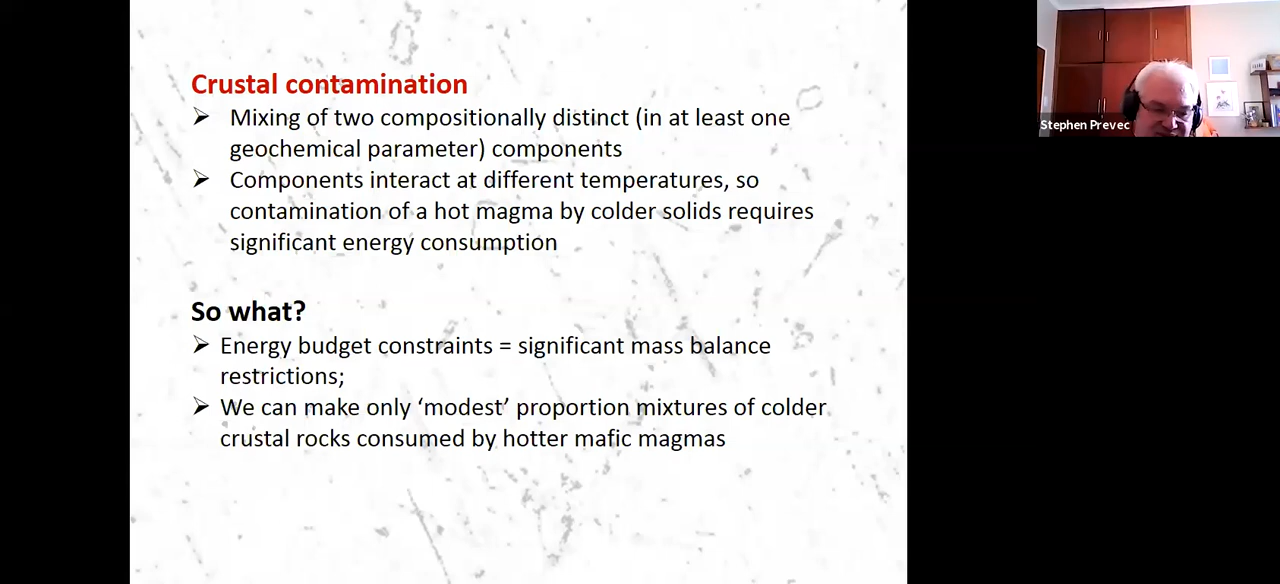 Crustal contamination
➢ Mixing of two compositionally distinct (in at least one
geochemical parameter) components
➢ Components interact at different temperatures, so
contamination of a hot magma by colder solids requires
significant energy consumption
So what?
➢ Energy budget constraints = significant mass balance
restrictions;
➢ We can make only ‘modest’ proportion mixtures of colder
crustal rocks consumed by hotter mafic magmas
Stephen Prevec